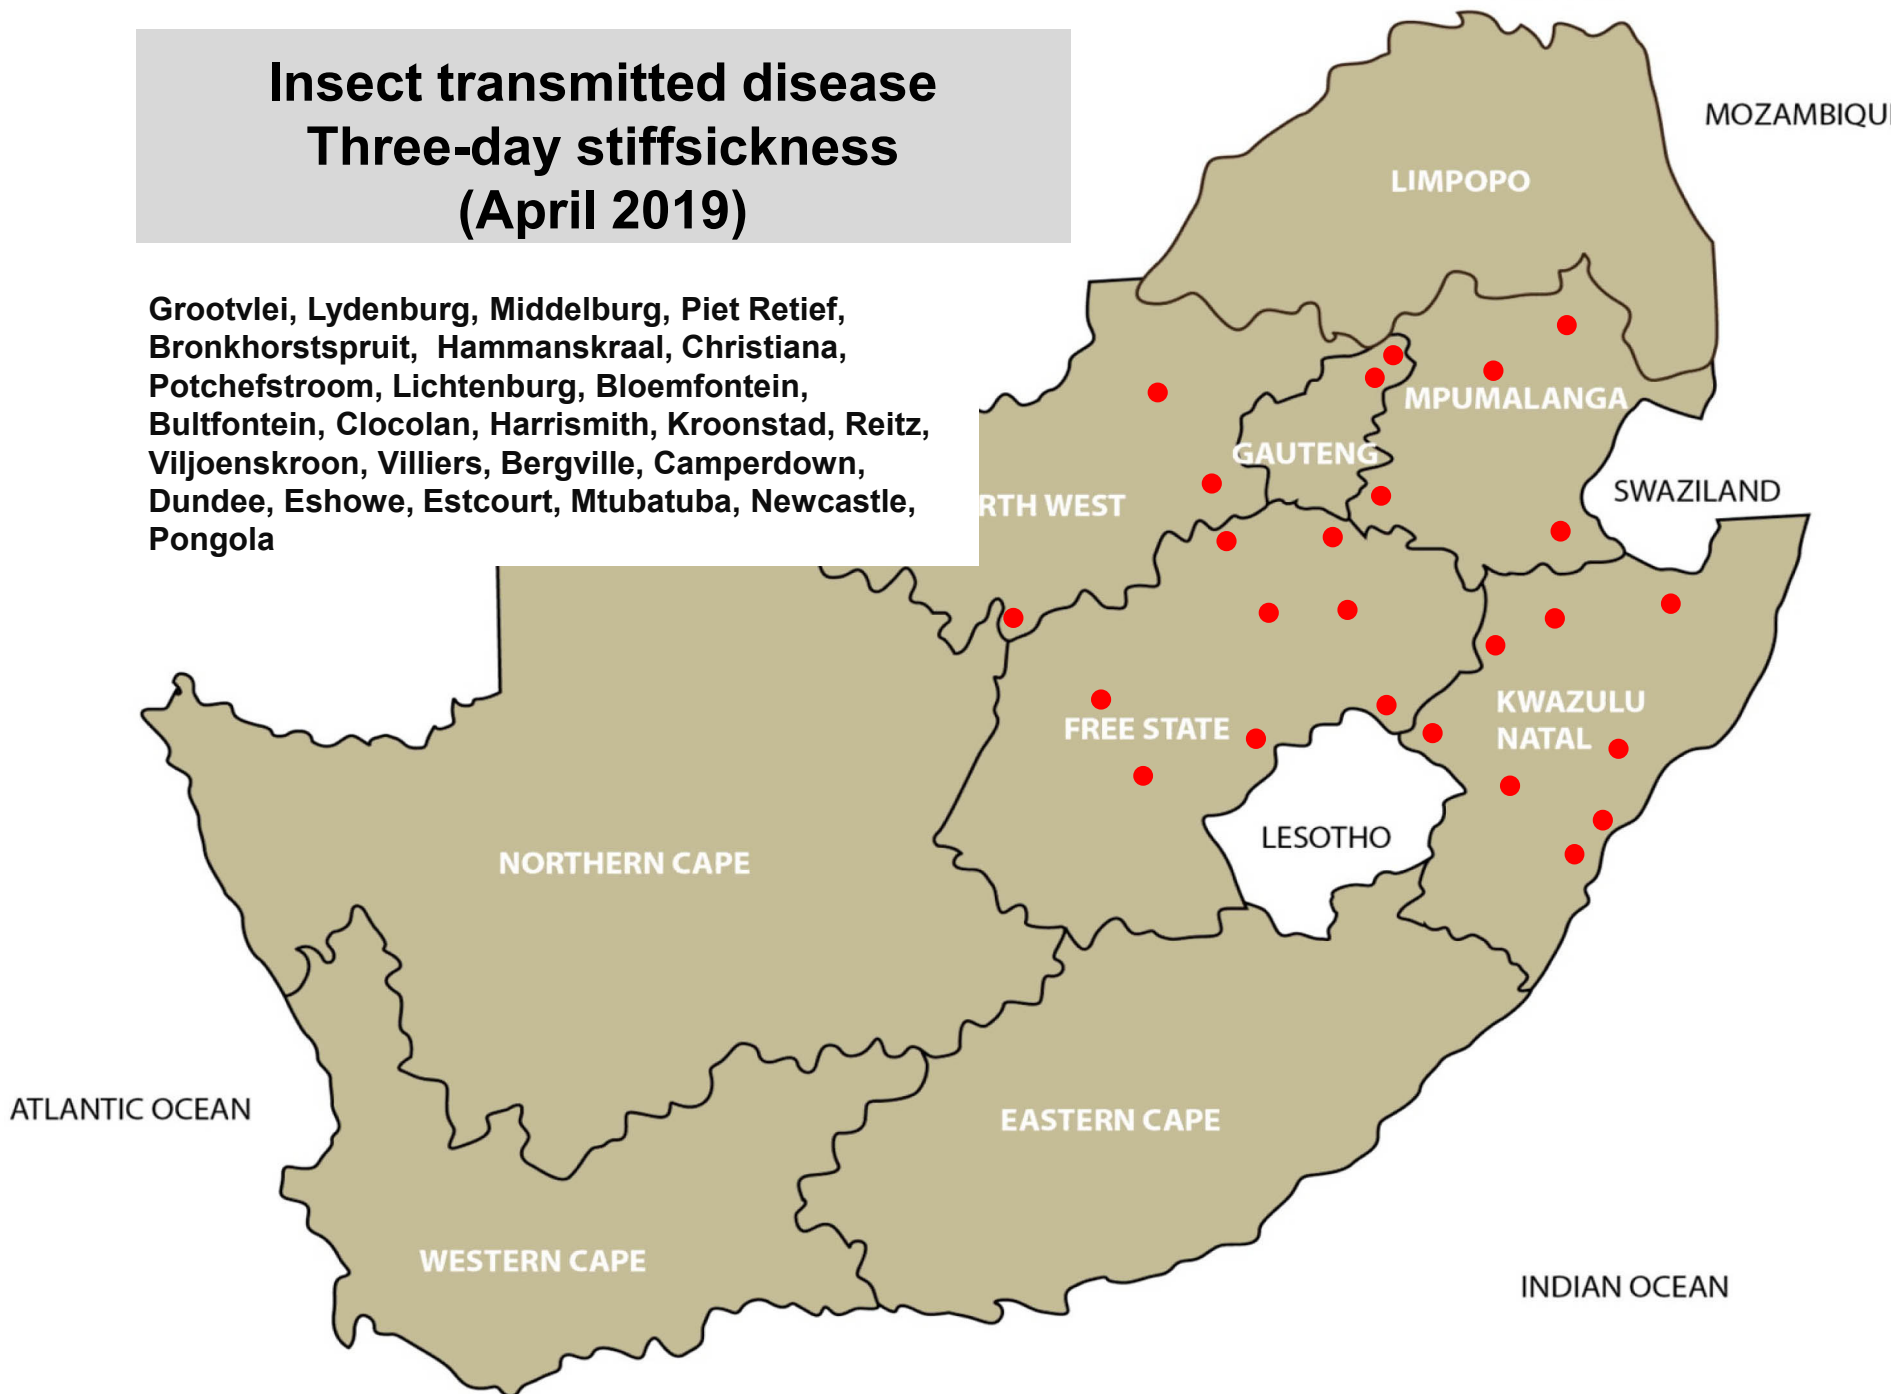 Insect transmitted disease
Three-day stiffsickness
(April 2019)
Grootvlei, Lydenburg, Middelburg, Piet Retief,
Bronkhorstspruit, Hammanskraal, Christiana,
Potchefstroom, Lichtenburg, Bloemfontein,
Bultfontein, Clocolan, Harrismith, Kroonstad, Reitz,
Viljoenskroon, Villiers, Bergville, Camperdown,
Dundee, Eshowe, Estcourt, Mtubatuba, Newcastle,
Pongola
MOZAMBIQU
LIMPOPO
MPUMALANGA
GAUTENG
SWAZILAND
RTH WEST
KWAZULU
NATAL
FREE STATE
LESOTHO
NORTHERN CAPE
ATLANTIC OCEAN
EASTERN CAPE
WESTERN CAPE
INDIAN OCEAN